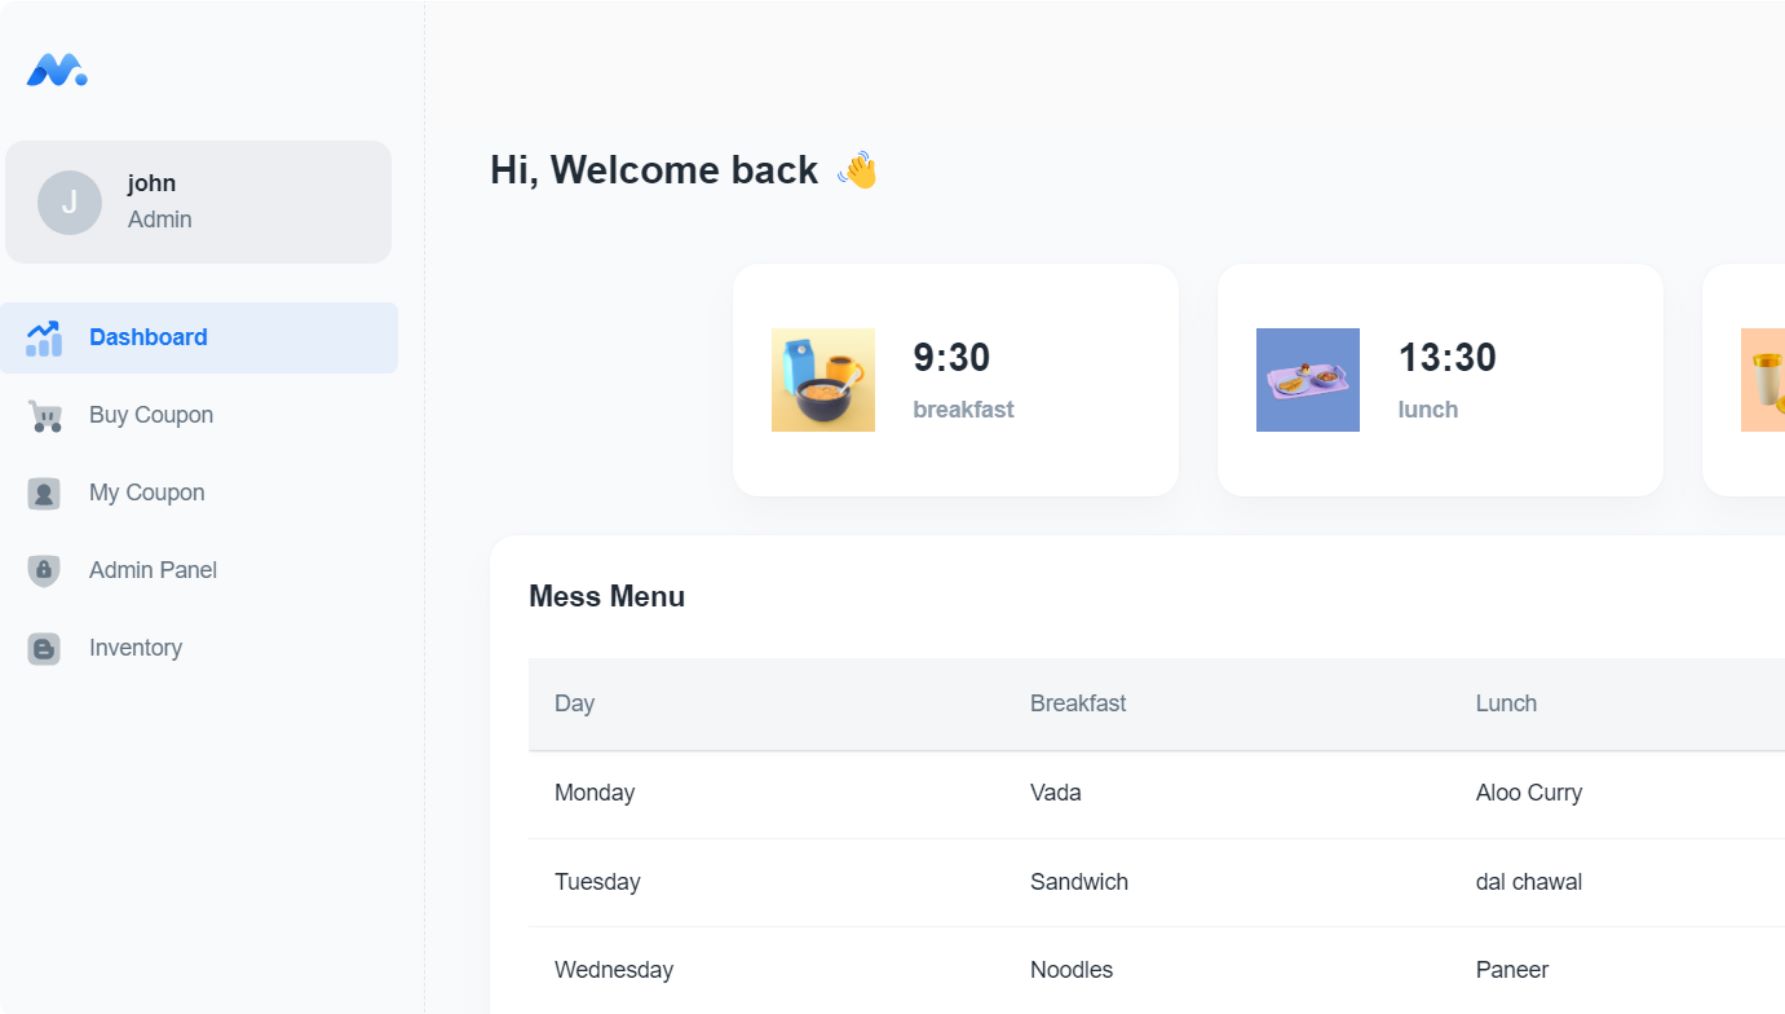 J
john
Admin
Dashboard
Buy Coupon
My Coupon
Admin Panel
Inventory
Hi, Welcome back 👋
9:30
breakfast
13:30
lunch
Mess Menu
Day Breakfast Lunch
Monday Vada Aloo Curry
Tuesday Sandwich dal chawal
Wednesday Noodles Paneer